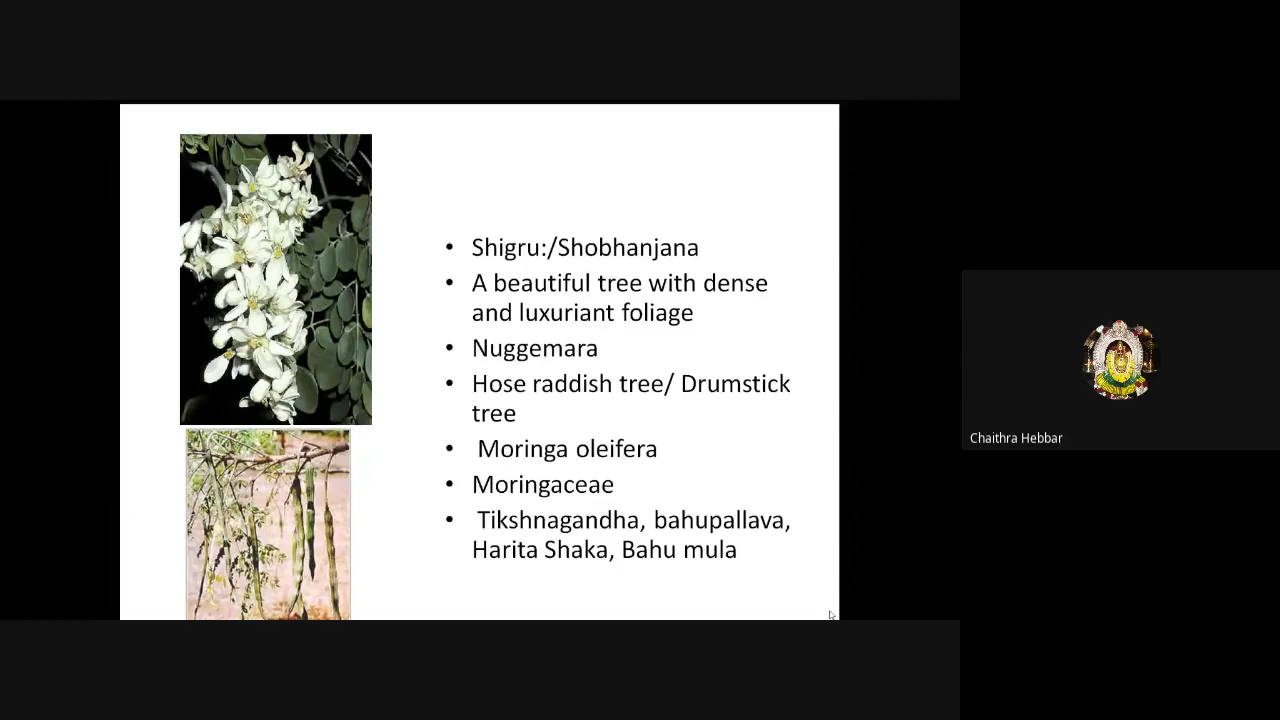 • Shigru:/Shobhanjana
• A beautiful tree with dense
and luxuriant foliage
• Nuggemara
• Hose raddish tree/ Drumstick
tree
• Moringa oleifera
• Moringaceae
• Tikshnagandha, bahupallava,
Harita Shaka, Bahu mula
Chaithra Hebbar